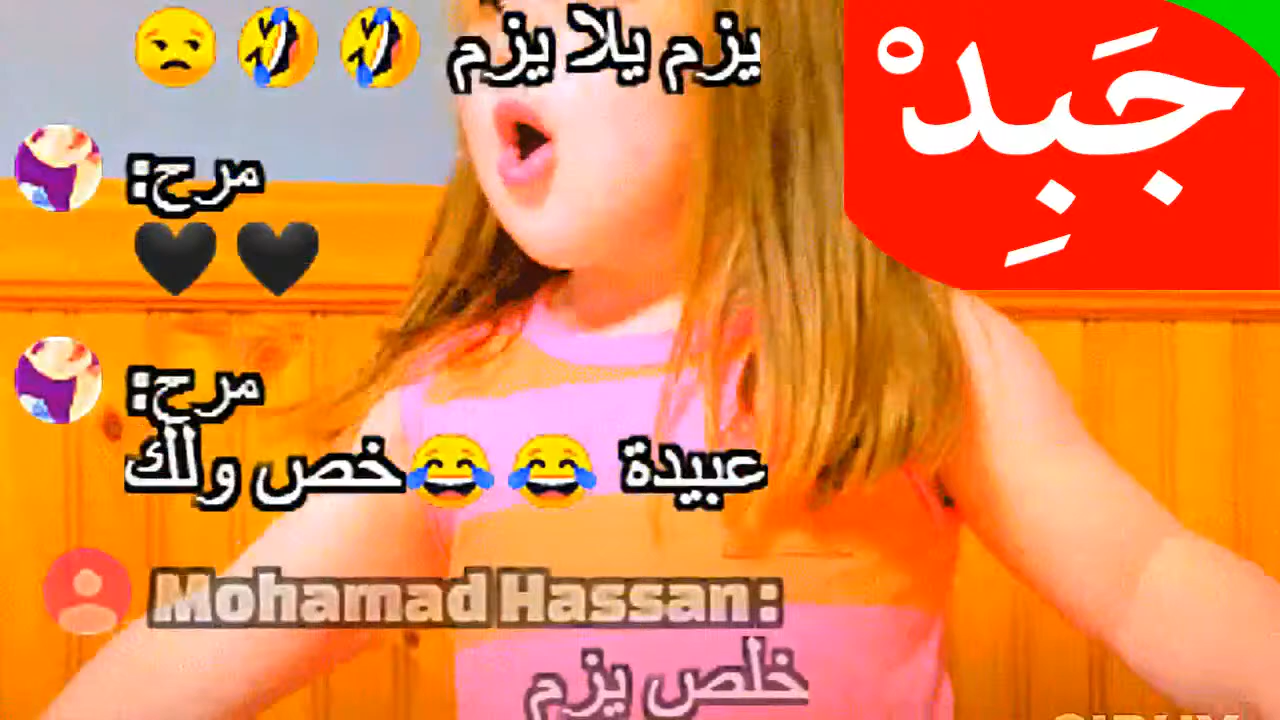 يزم يلا يزم 🤣 🤣 😒
جَبِدْه
مرح:
🖤 🖤
مرح:
عبيدة 😂 😂خص ولك
Mohamad Hassan:
خلص يزم